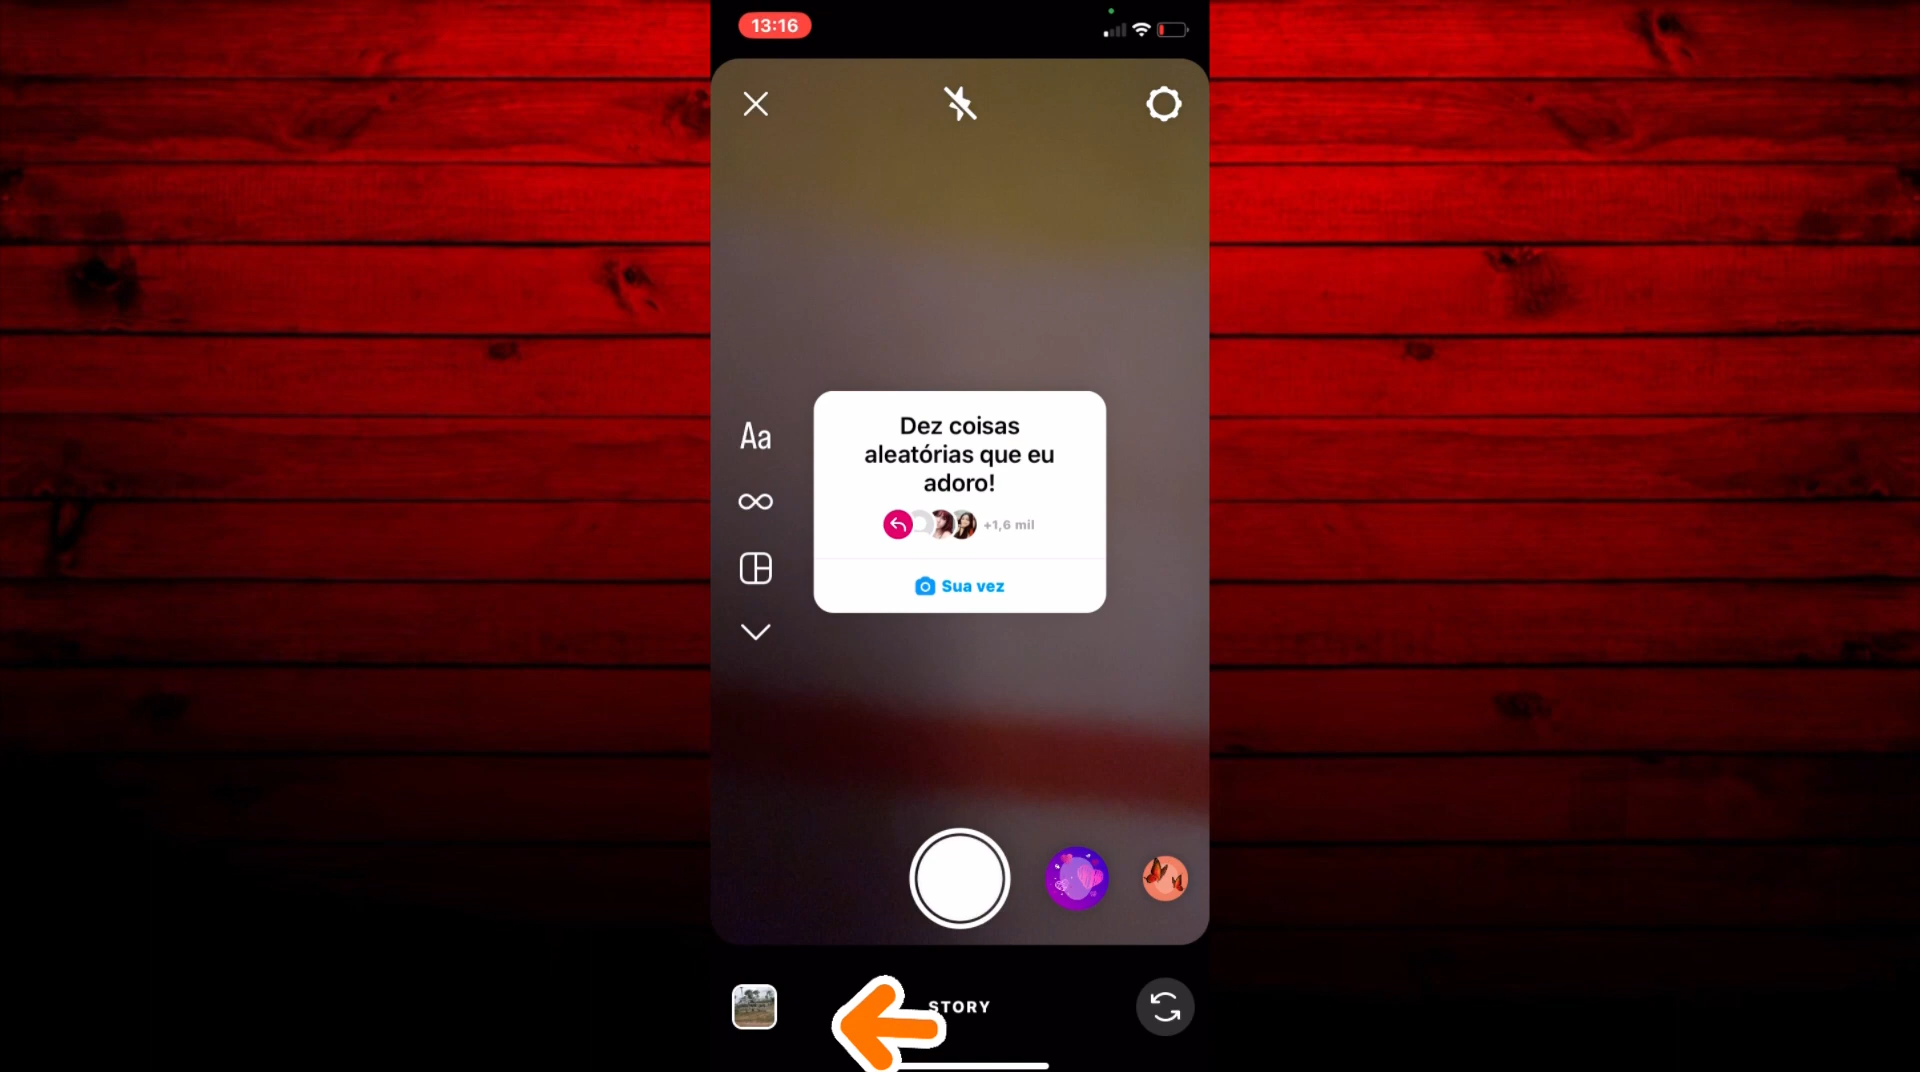 13:16
Aa
Dez coisas
aleatórias que eu
adoro!
+1,6 mil
Sua vez
STORY